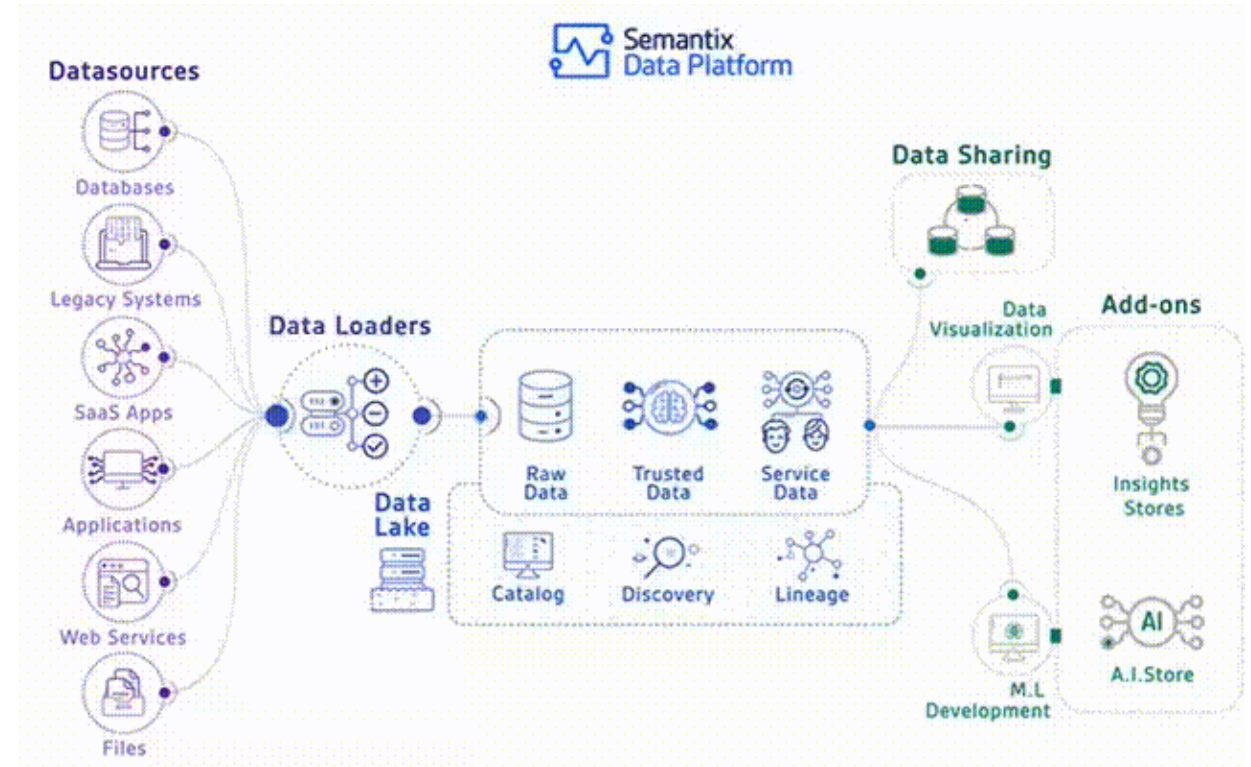 Semantix
Data Platform
Datasources
Databases
Legacy Systems
SaaS Apps
Applications
Web Services
Files
Data Loaders
Data
Lake
Raw
Data
Trusted
Data
Service
Data
Catalog
Discovery
Lineage
Data Sharing
Data
Visualization
M.L
Development
Add-ons
Insights
Stores
AI
A.I.Store